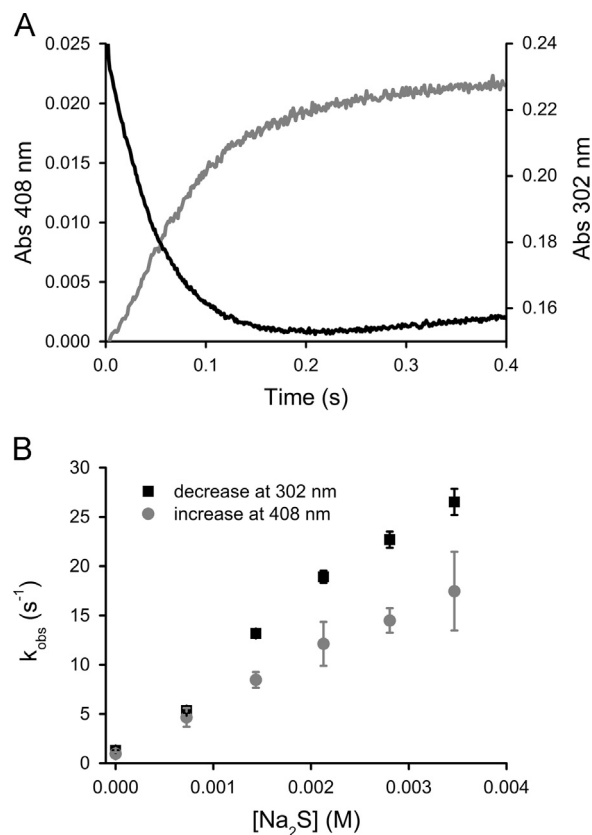 A
0.025
0.020
0.015
0.010
0.005
0.000
Abs 408 nm
0.24
0.22
0.20
0.18
0.16
Abs 302 nm
0.0 0.1 0.2 0.3 0.4
Time (s)
B
30
25
20
15
10
5
0
k_obs (s⁻¹)
decrease at 302 nm
increase at 408 nm
0.000 0.001 0.002 0.003 0.004
[Na₂S] (M)